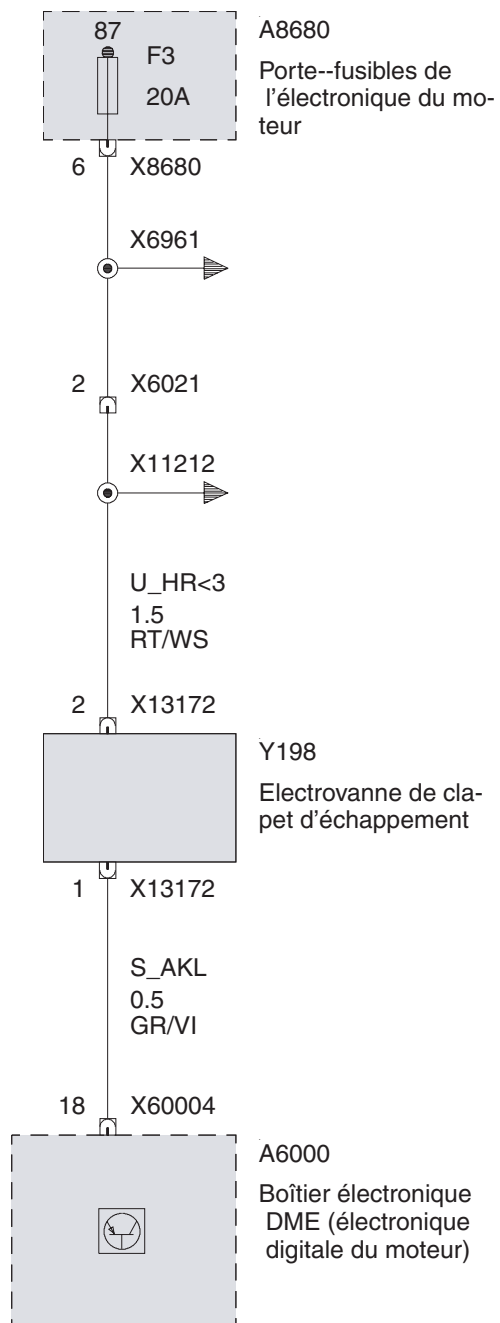 87
F3
20A
A8680
Porte--fusibles de
l'électronique du mo-
teur
6 X8680
X6961
2 X6021
X11212
U_HR<3
1.5
RT/WS
2 X13172
Y198
Electrovanne de cla-
pet d'échappement
1 X13172
S_AKL
0.5
GR/VI
18 X60004
A6000
Boîtier électronique
DME (électronique
digitale du moteur)